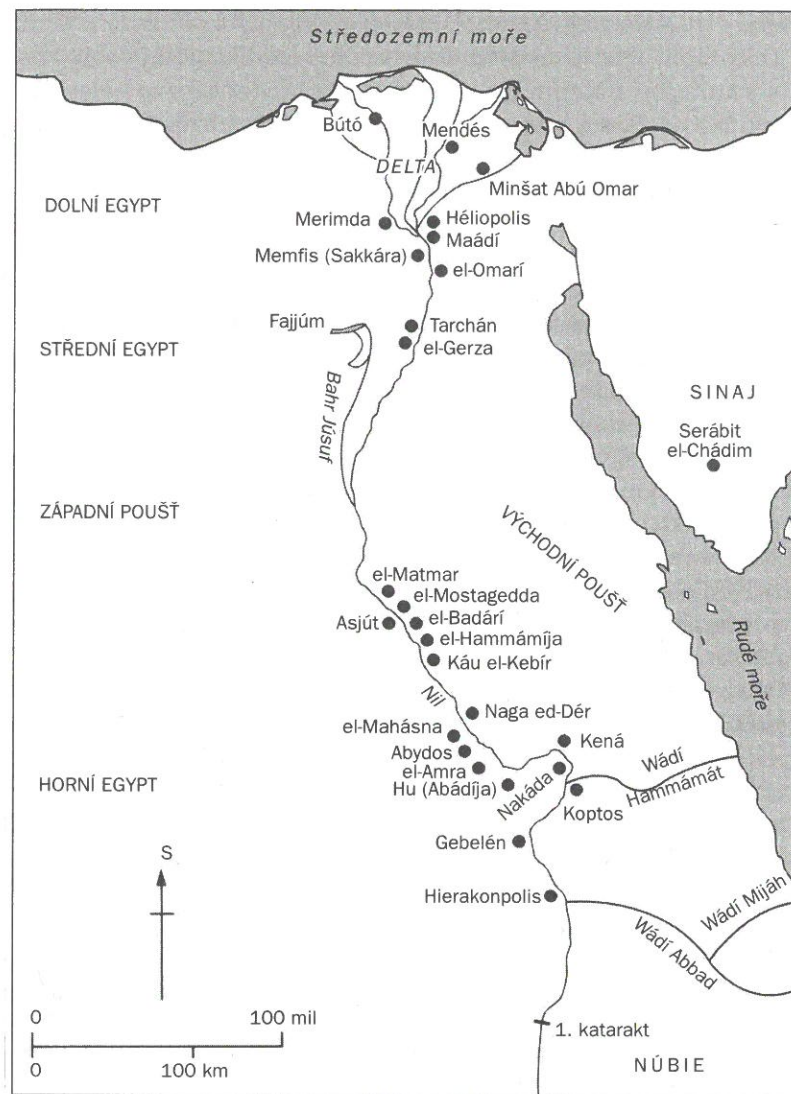 Středozemní moře
Bútó
Mendés
DELTA
Minšat Abú Omar
DOLNÍ EGYPT
Merimda
Héliopolis
Maádí
Memfis (Sakkára)
el-Omarí
Fajjúm
Tarchán
el-Gerza
STŘEDNÍ EGYPT
Bahr Júsuf
SINAJ
Serábit
el-Chádim
ZÁPADNÍ POUŠŤ
VÝCHODNÍ POUŠŤ
el-Matmar
el-Mostagedda
Asjút
el-Badárí
el-Hammámíja
Káu el-Kebír
Rudé moře
Nil
Naga ed-Dér
el-Mahásna
Kená
Abydos
el-Amra
HORNÍ EGYPT
Hu (Abádíja)
Nakáda
Wádí
Hammámát
Koptos
Gebelén
S
Hierakonpolis
Wádí Mijáh
Wádí Abbad
0 100 mil
0 100 km
1. katarakt
NÚBIE